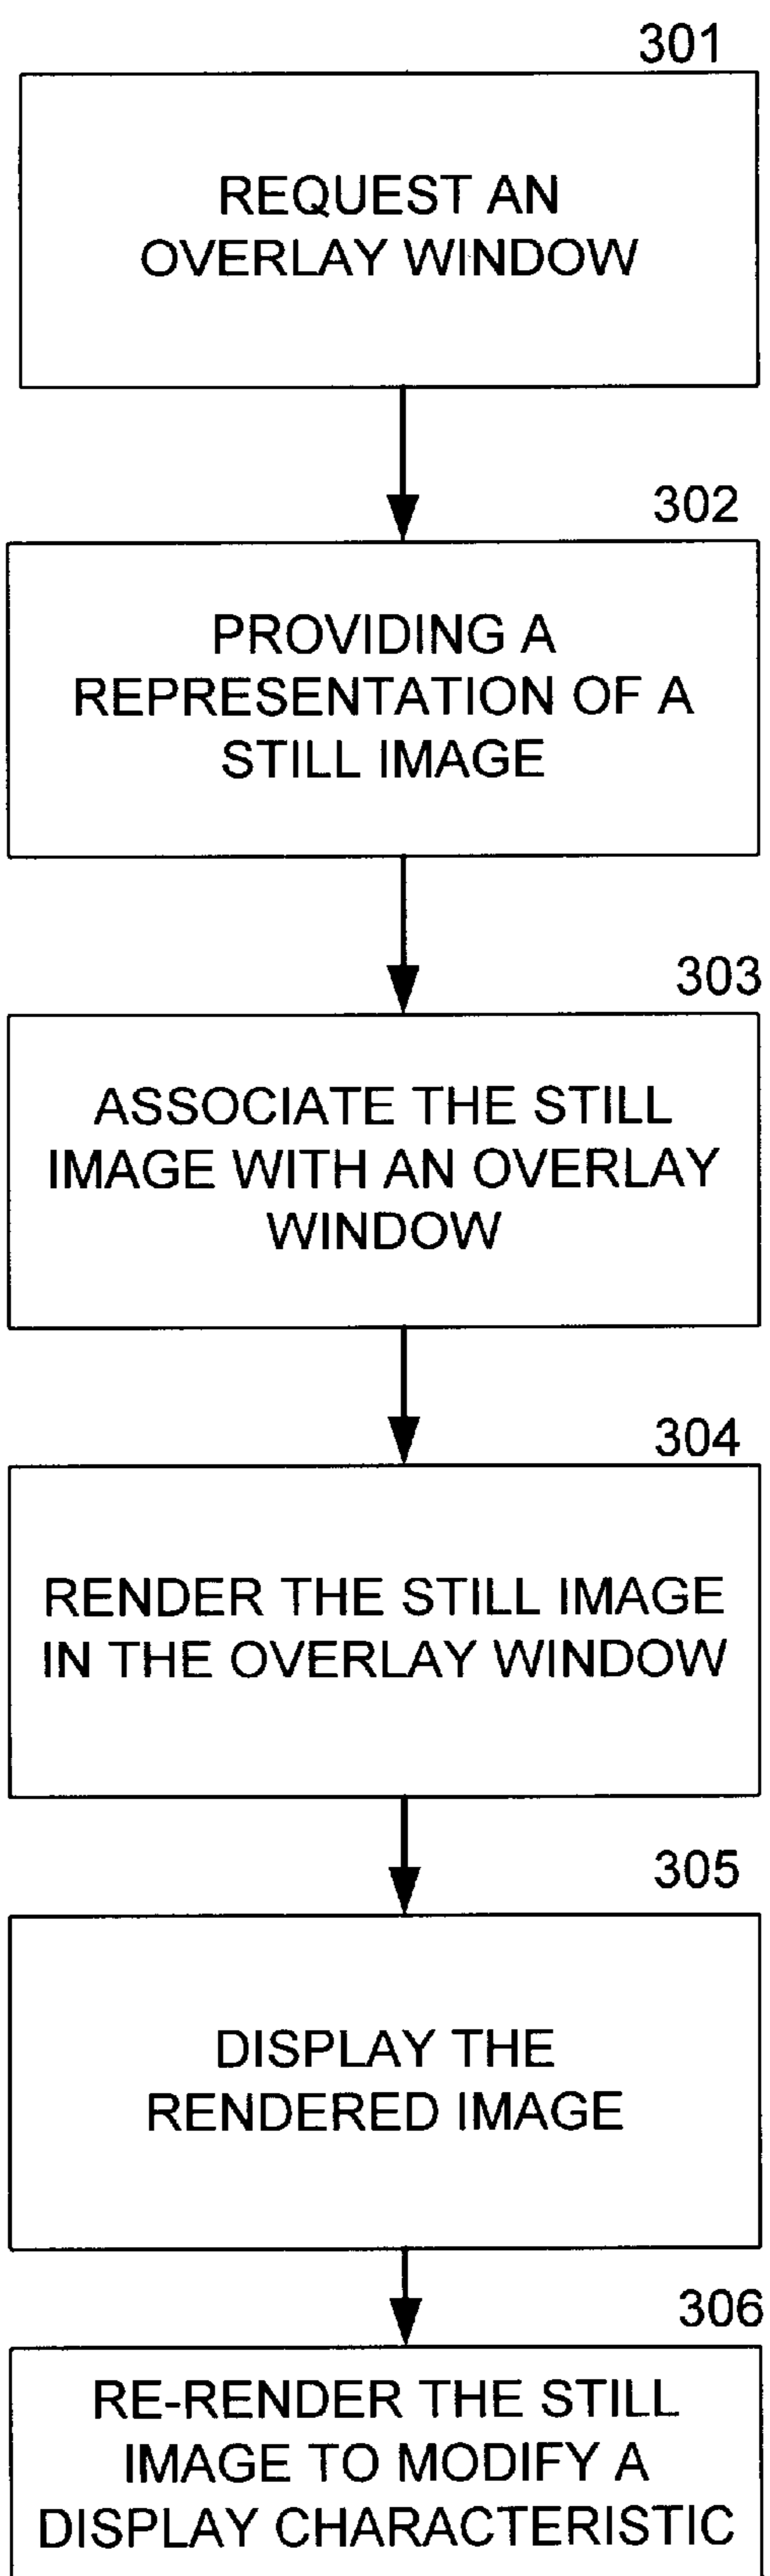 301
REQUEST AN
OVERLAY WINDOW
302
PROVIDING A
REPRESENTATION OF A
STILL IMAGE
303
ASSOCIATE THE STILL
IMAGE WITH AN OVERLAY
WINDOW
304
RENDER THE STILL IMAGE
IN THE OVERLAY WINDOW
305
DISPLAY THE
RENDERED IMAGE
306
RE-RENDER THE STILL
IMAGE TO MODIFY A
DISPLAY CHARACTERISTIC